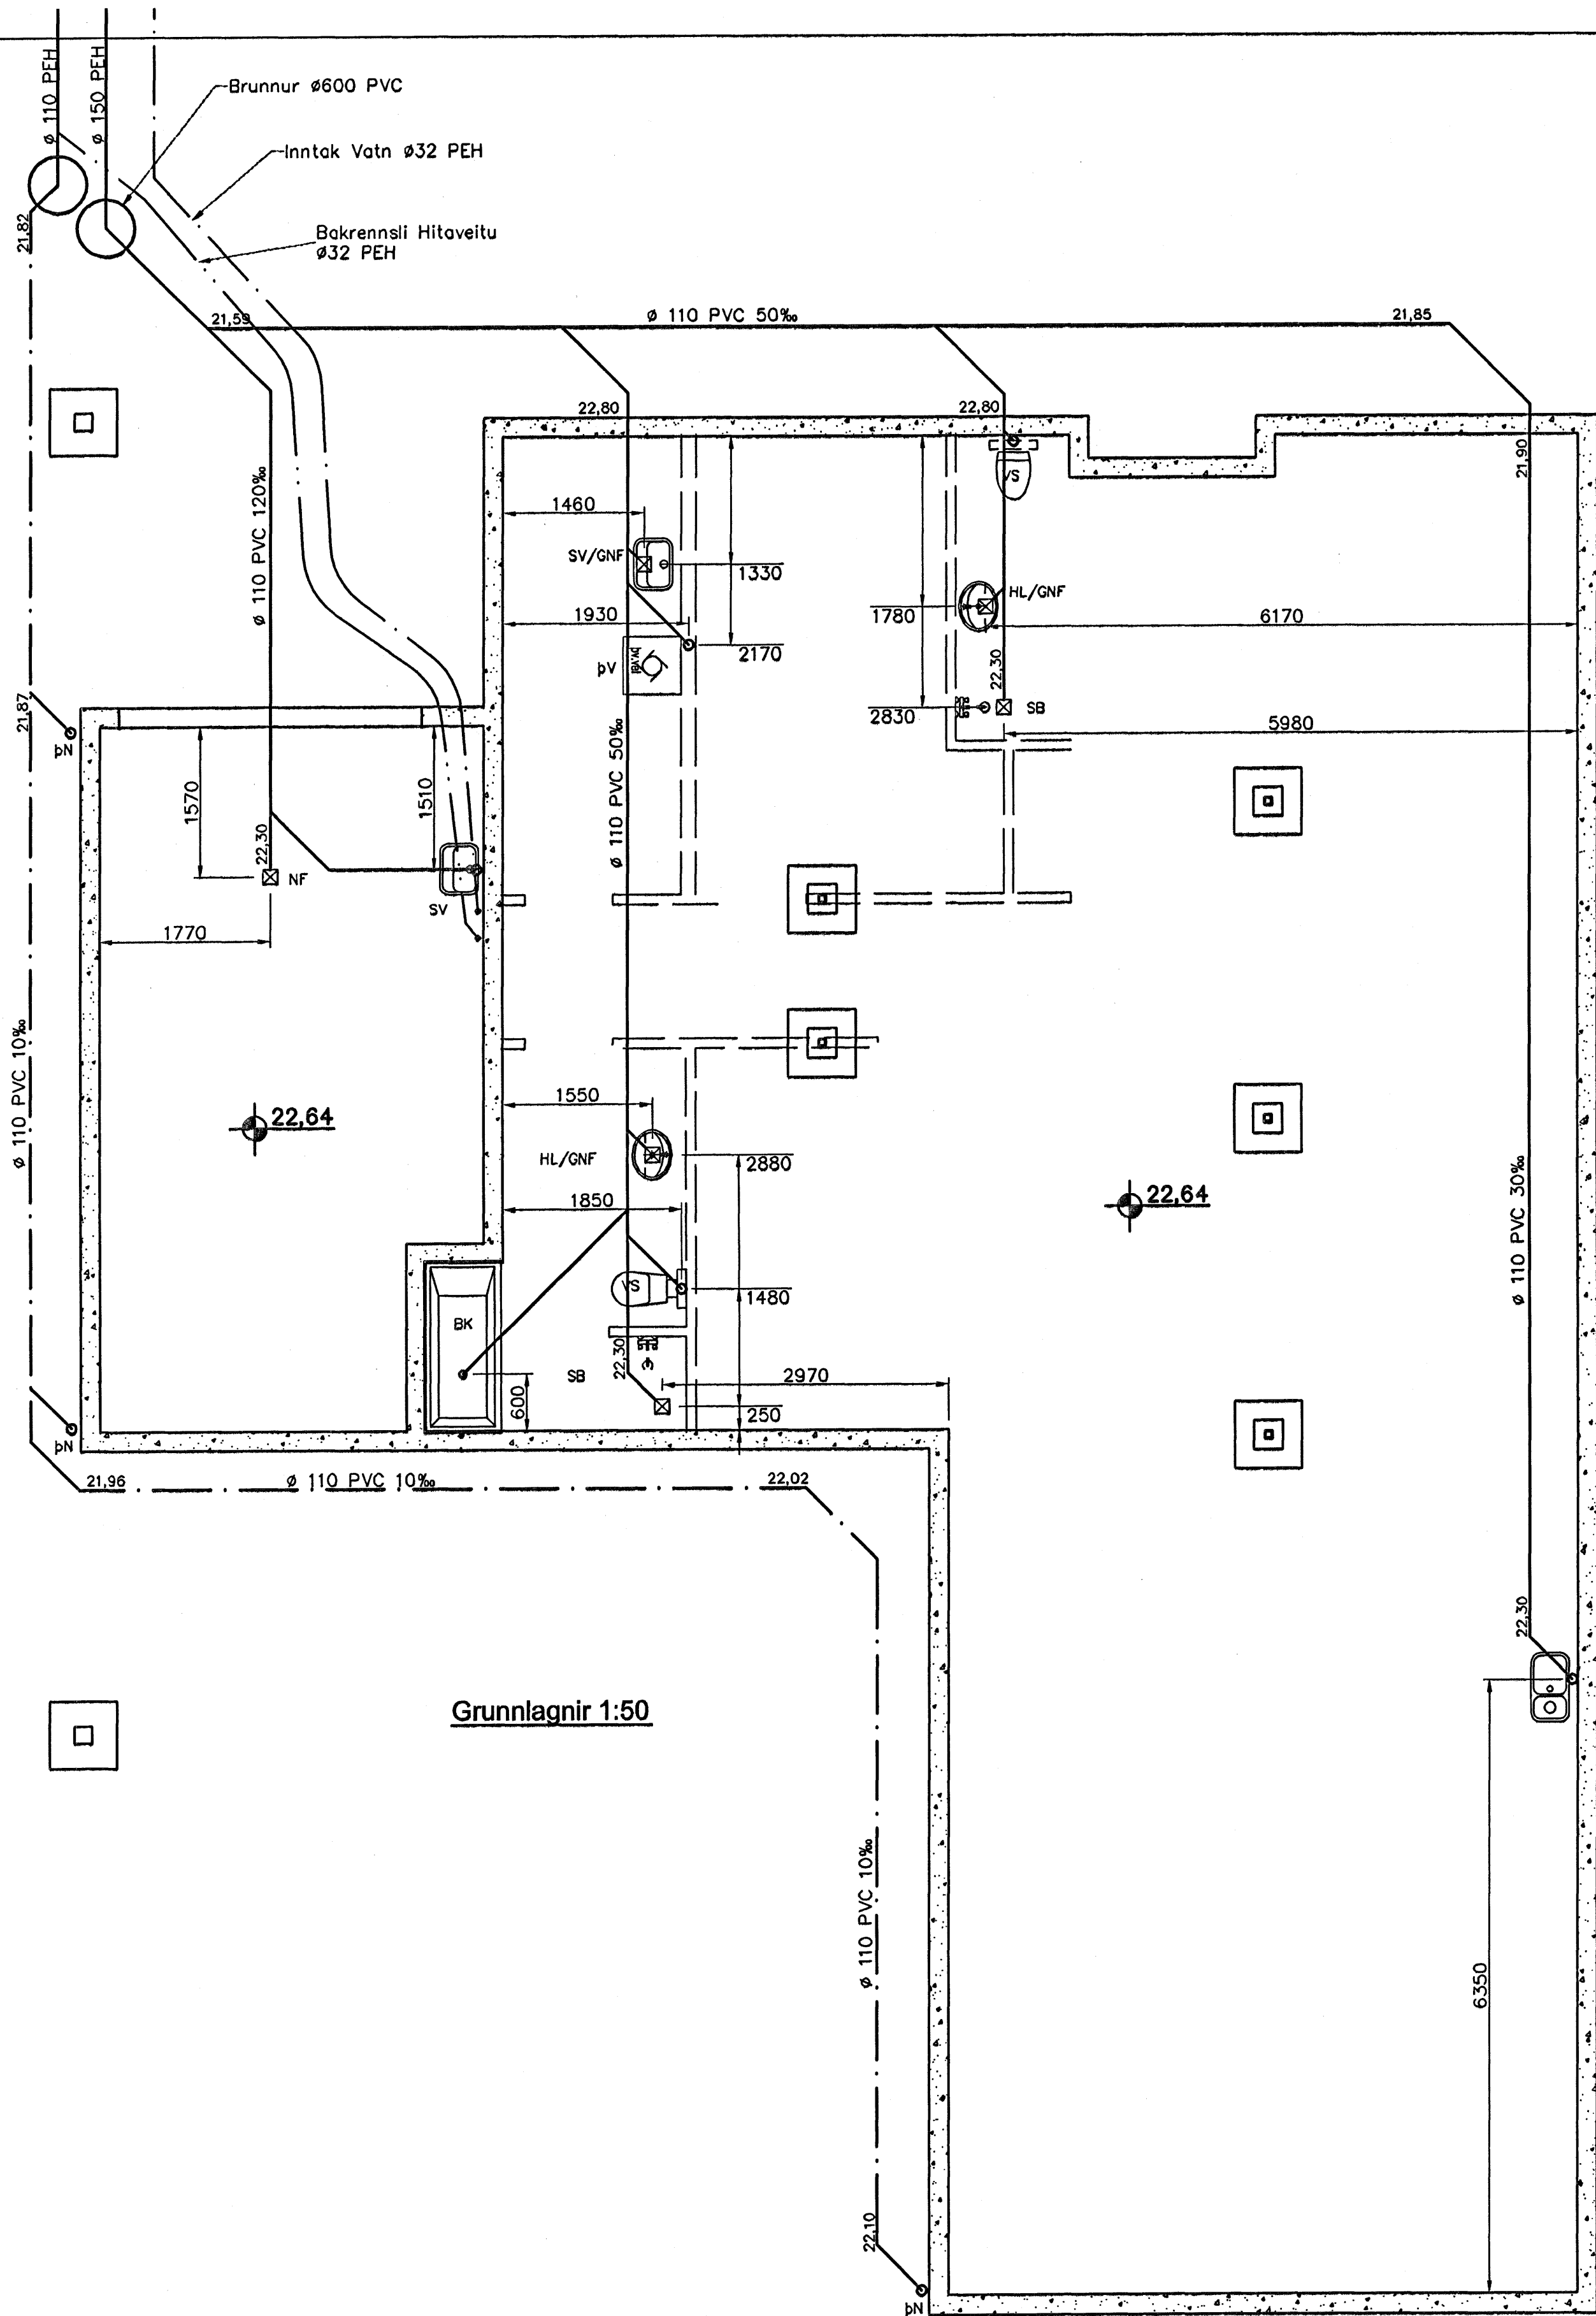 ø 110 PEH
ø 150 PEH
Brunnur ø600 PVC
Inntak Vatn ø32 PEH
Bakrennsli Hitaveitu
ø32 PEH
21,82
21,59
ø 110 PVC 50‰
21,85
22,80
22,80
21,90
ø 110 PVC 120‰
VS
1460
SV/GNF
1330
HL/GNF
1780
6170
1930
2170
þV
þv.vél
22,30
2830
SB
5980
21,87
þN
1570
1510
ø 110 PVC 50‰
22,30
NF
SV
1770
ø 110 PVC 10‰
22,64
1550
HL/GNF
2880
1850
22,64
ø 110 PVC 30‰
VS
1480
BK
22,30
SB
2970
600
250
þN
21,96
ø 110 PVC 10‰
22,02
22,30
Grunnlagnir 1:50
ø 110 PVC 10‰
6350
22,10
þN